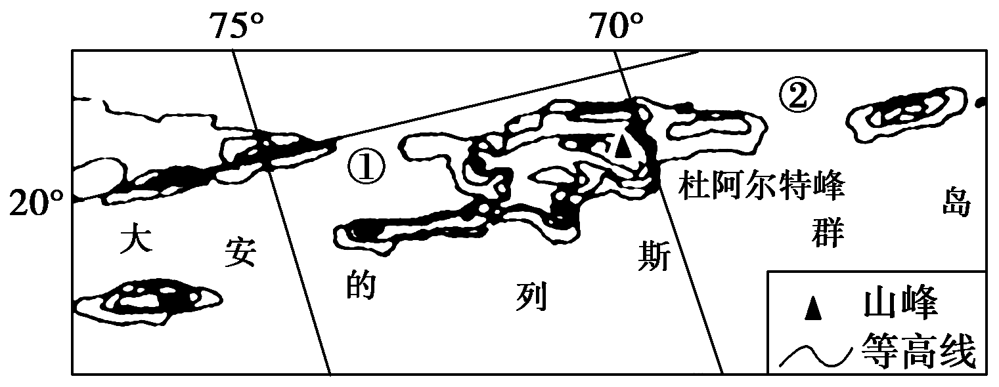 75° 70°
②
①
20°
杜阿尔特峰
大安的列斯群岛
山峰
等高线